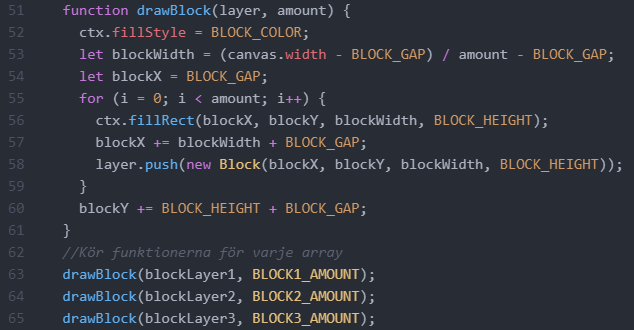 51 function drawBlock(layer, amount) {
52 ctx.fillStyle = BLOCK_COLOR;
53 let blockWidth = (canvas.width - BLOCK_GAP) / amount - BLOCK_GAP;
54 let blockX = BLOCK_GAP;
55 for (i = 0; i < amount; i++) {
56 ctx.fillRect(blockX, blockY, blockWidth, BLOCK_HEIGHT);
57 blockX += blockWidth + BLOCK_GAP;
58 layer.push(new Block(blockX, blockY, blockWidth, BLOCK_HEIGHT));
59 }
60 blockY += BLOCK_HEIGHT + BLOCK_GAP;
61 }
62 //Kör funktionerna för varje array
63 drawBlock(blockLayer1, BLOCK1_AMOUNT);
64 drawBlock(blockLayer2, BLOCK2_AMOUNT);
65 drawBlock(blockLayer3, BLOCK3_AMOUNT);